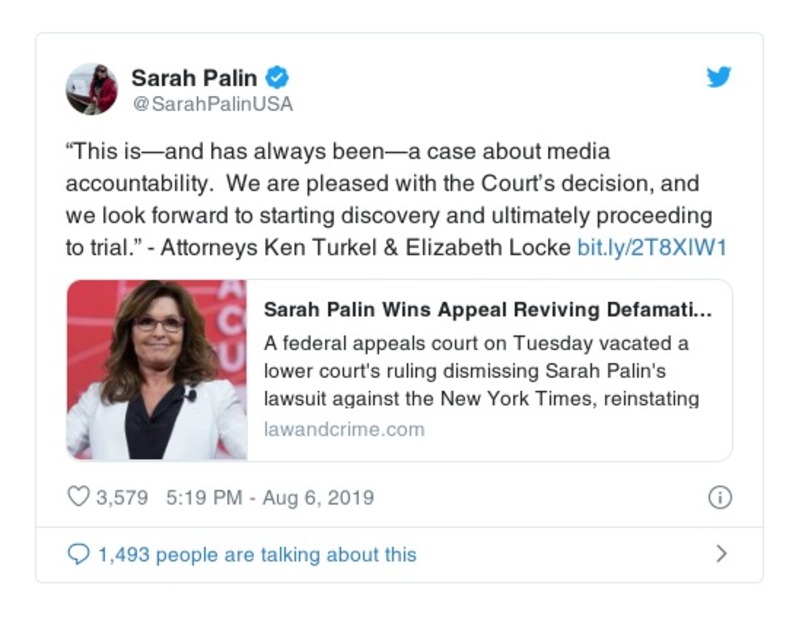 Sarah Palin
@SarahPalinUSA
“This is—and has always been—a case about media
accountability.  We are pleased with the Court’s decision, and
we look forward to starting discovery and ultimately proceeding
to trial.” - Attorneys Ken Turkel & Elizabeth Locke bit.ly/2T8XlW1
Sarah Palin Wins Appeal Reviving Defamati...
A federal appeals court on Tuesday vacated a
lower court's ruling dismissing Sarah Palin's
lawsuit against the New York Times, reinstating
lawandcrime.com
3,579 5:19 PM - Aug 6, 2019
1,493 people are talking about this